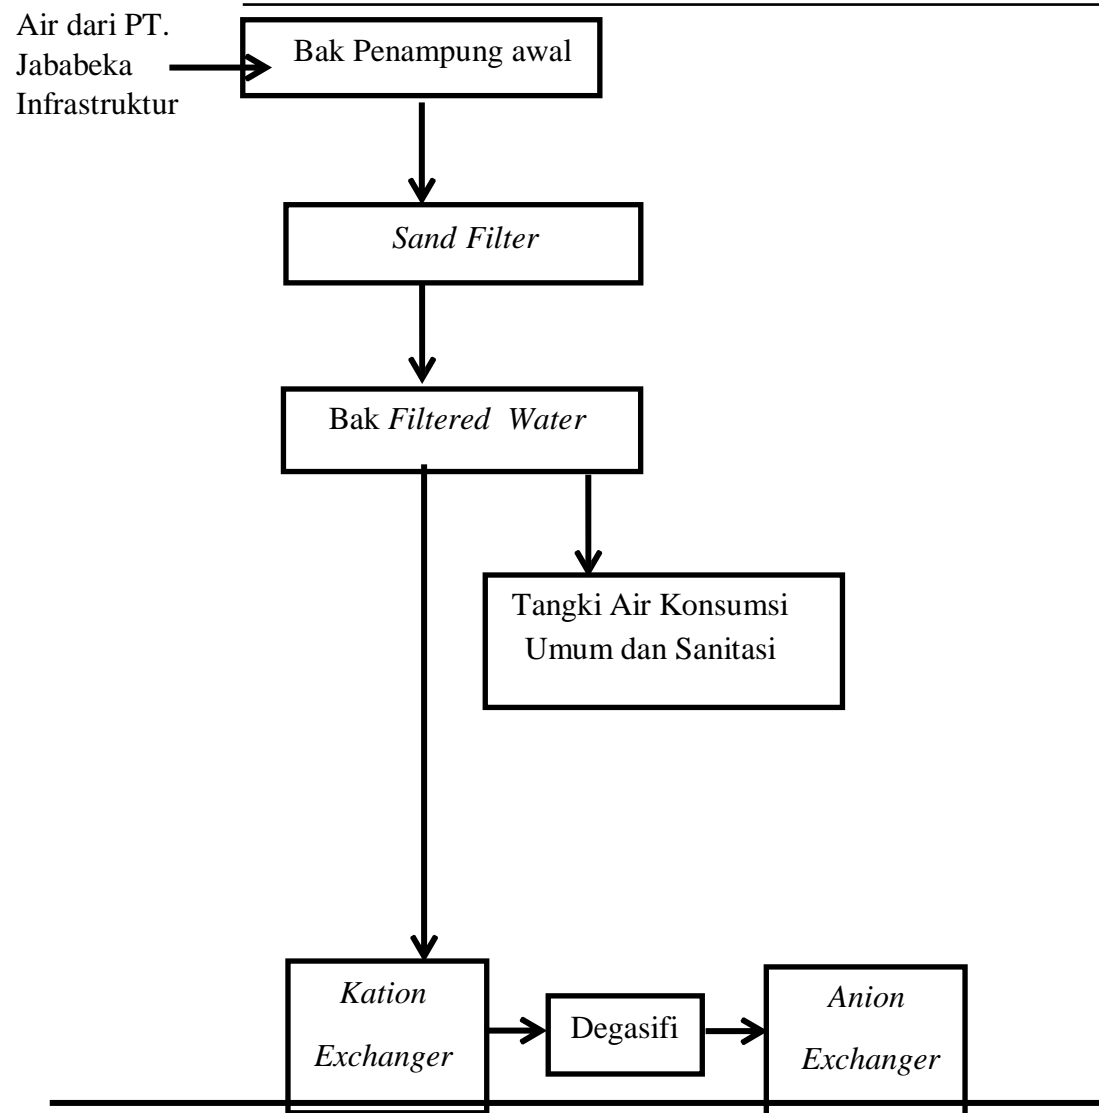 Air dari PT.
Jababeka
Infrastruktur
Bak Penampung awal
Sand Filter
Bak Filtered Water
Tangki Air Konsumsi
Umum dan Sanitasi
Kation
Exchanger
Degasifi
Anion
Exchanger